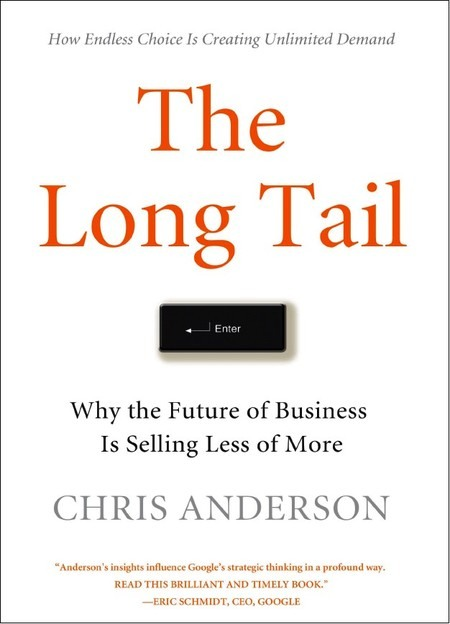 How Endless Choice Is Creating Unlimited Demand
The
Long Tail
Enter
Why the Future of Business
Is Selling Less of More
CHRIS ANDERSON
“Anderson's insights influence Google's strategic thinking in a profound way.
READ THIS BRILLIANT AND TIMELY BOOK.”
—ERIC SCHMIDT, CEO, GOOGLE